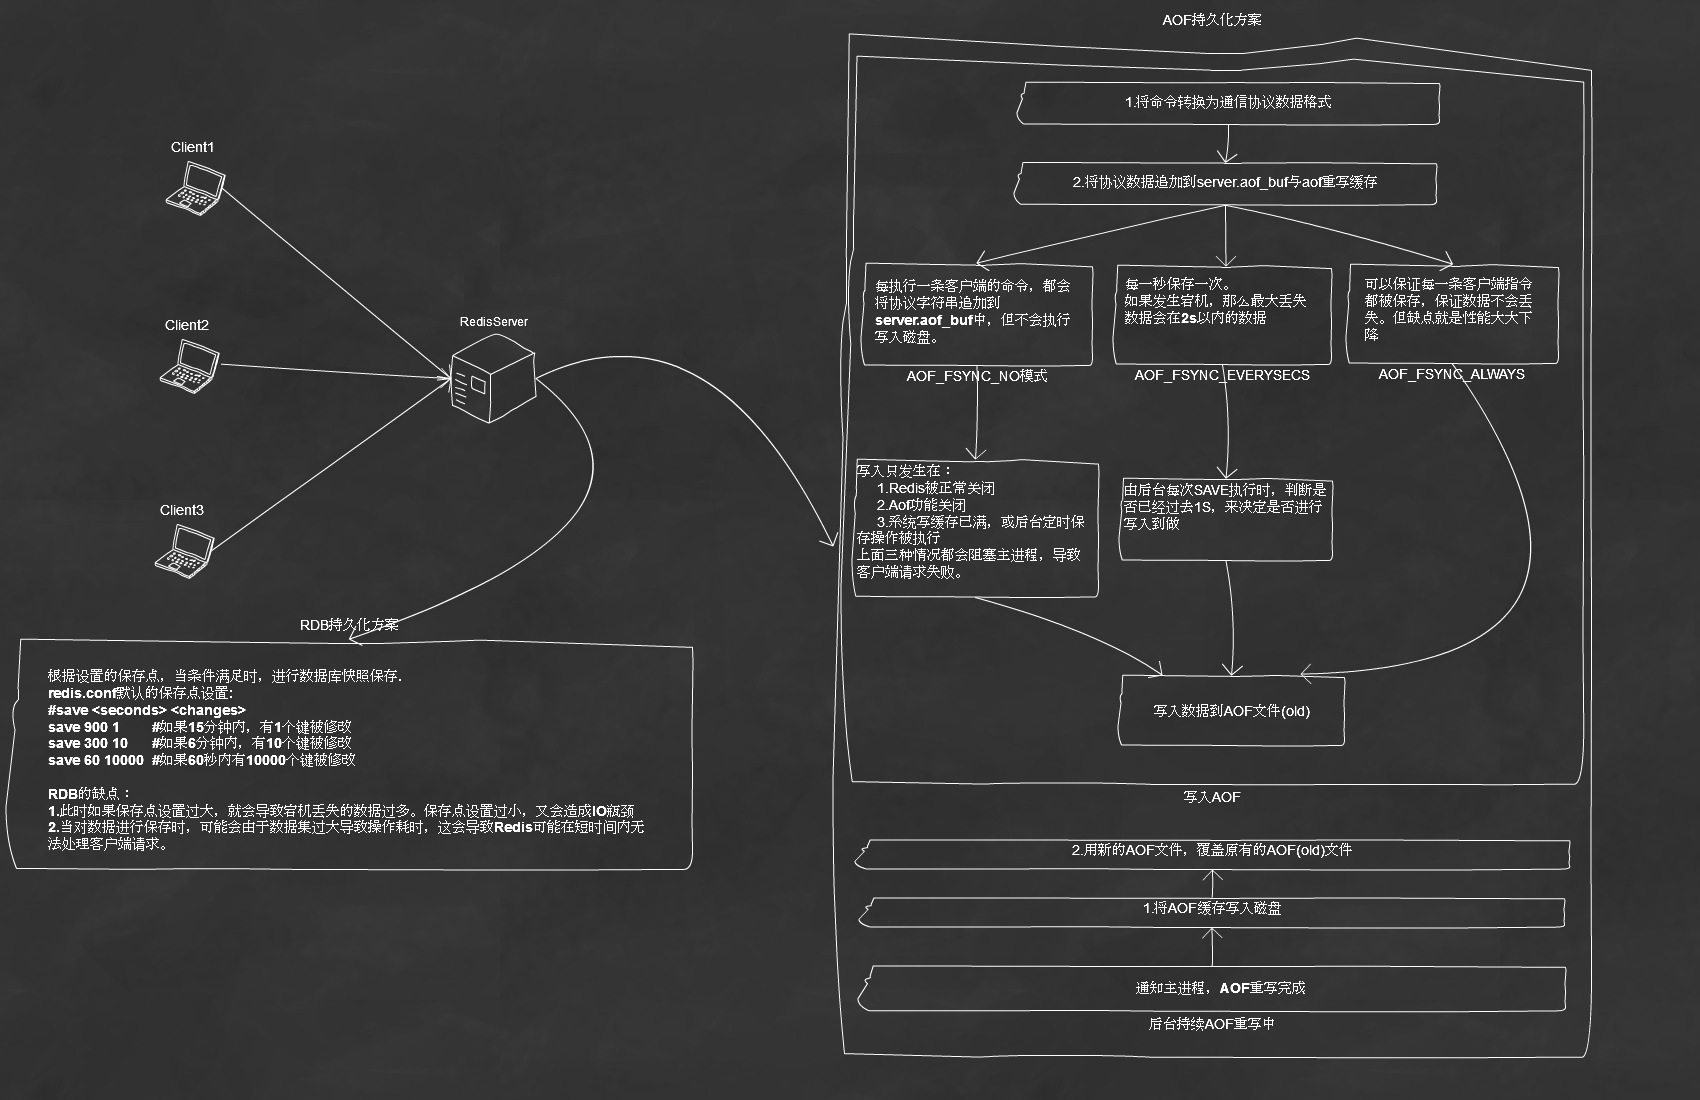 Client1
Client2
Client3
RedisServer
RDB持久化方案
根据设置的保存点，当条件满足时，进行数据库快照保存.
redis.conf默认的保存点设置:
#save <seconds> <changes>
save 900 1 #如果15分钟内，有1个键被修改
save 300 10 #如果6分钟内，有10个键被修改
save 60 10000 #如果60秒内有10000个键被修改
RDB的缺点：
1.此时如果保存点设置过大，就会导致宕机丢失的数据过多。保存点设置过小，又会造成IO瓶颈
2.当对数据进行保存时，可能会由于数据集过大导致操作耗时，这会导致Redis可能在短时间内无
法处理客户端请求。
AOF持久化方案
1.将命令转换为通信协议数据格式
2.将协议数据追加到server.aof_buf与aof重写缓存
每执行一条客户端的命令，都会
将协议字符串追加到
server.aof_buf中，但不会执行
写入磁盘。
AOF_FSYNC_NO模式
每一秒保存一次。
如果发生宕机，那么最大丢失
数据会在2s以内的数据
AOF_FSYNC_EVERYSECS
可以保证每一条客户端指令
都被保存，保证数据不会丢
失。但缺点就是性能大大下
降
AOF_FSYNC_ALWAYS
写入只发生在：
1.Redis被正常关闭
2.Aof功能关闭
3.系统写缓存已满，或后台定时保
存操作被执行
上面三种情况都会阻塞主进程，导致
客户端请求失败。
由后台每次SAVE执行时，判断是
否已经过去1S，来决定是否进行
写入到做
写入数据到AOF文件(old)
写入AOF
2.用新的AOF文件，覆盖原有的AOF(old)文件
1.将AOF缓存写入磁盘
通知主进程，AOF重写完成
后台持续AOF重写中